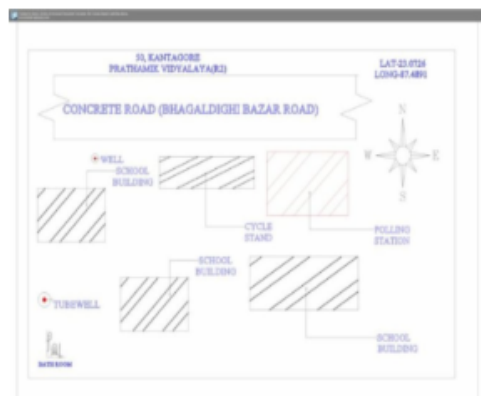 53, KANTAGORE
PRATHAMIK VIDYALAYA(R2)
LAT-23.0726
LONG-87.4891
CONCRETE ROAD (BHAGALDIGHI BAZAR ROAD)
N
W
E
S
WELL
SCHOOL
BUILDING
CYCLE
STAND
POLLING
STATION
SCHOOL
BUILDING
TUBEWELL
SCHOOL
BUILDING
BATH ROOM